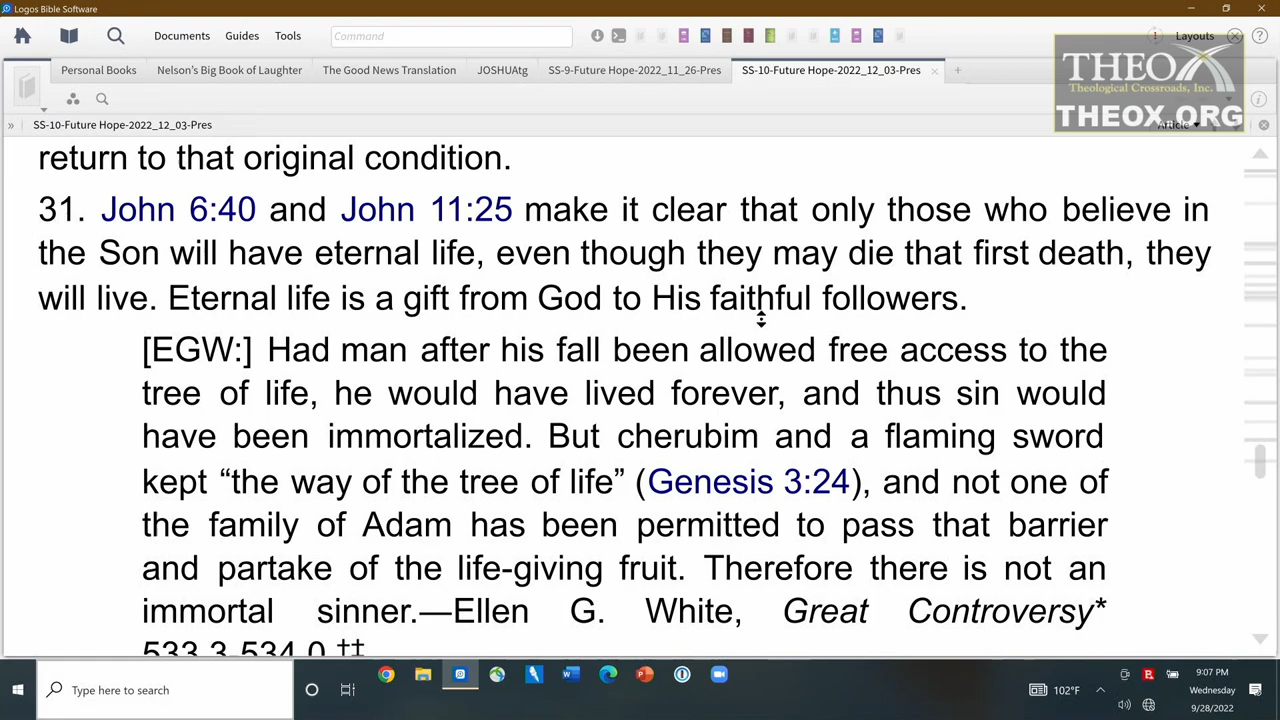 Logos Bible Software
Documents Guides Tools Command Layouts
Personal Books Nelson's Big Book of Laughter The Good News Translation JOSHUAtg SS-9-Future Hope-2022_11_26-Pres SS-10-Future Hope-2022_12_03-Pres
THEOX
Theological Crossroads, Inc.
THEOX.ORG
SS-10-Future Hope-2022_12_03-Pres Article
return to that original condition.
31. John 6:40 and John 11:25 make it clear that only those who believe in
the Son will have eternal life, even though they may die that first death, they
will live. Eternal life is a gift from God to His faithful followers.
[EGW:] Had man after his fall been allowed free access to the
tree of life, he would have lived forever, and thus sin would
have been immortalized. But cherubim and a flaming sword
kept “the way of the tree of life” (Genesis 3:24), and not one of
the family of Adam has been permitted to pass that barrier
and partake of the life-giving fruit. Therefore there is not an
immortal sinner.—Ellen G. White, Great Controversy*
533.3-534.0.‡‡
Type here to search
102°F
9:07 PM
Wednesday
9/28/2022